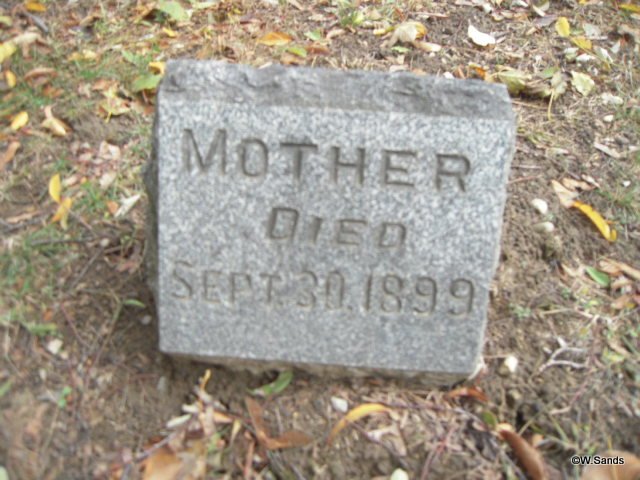 MOTHER
DIED
SEPT. 30. 1899
©W.Sands